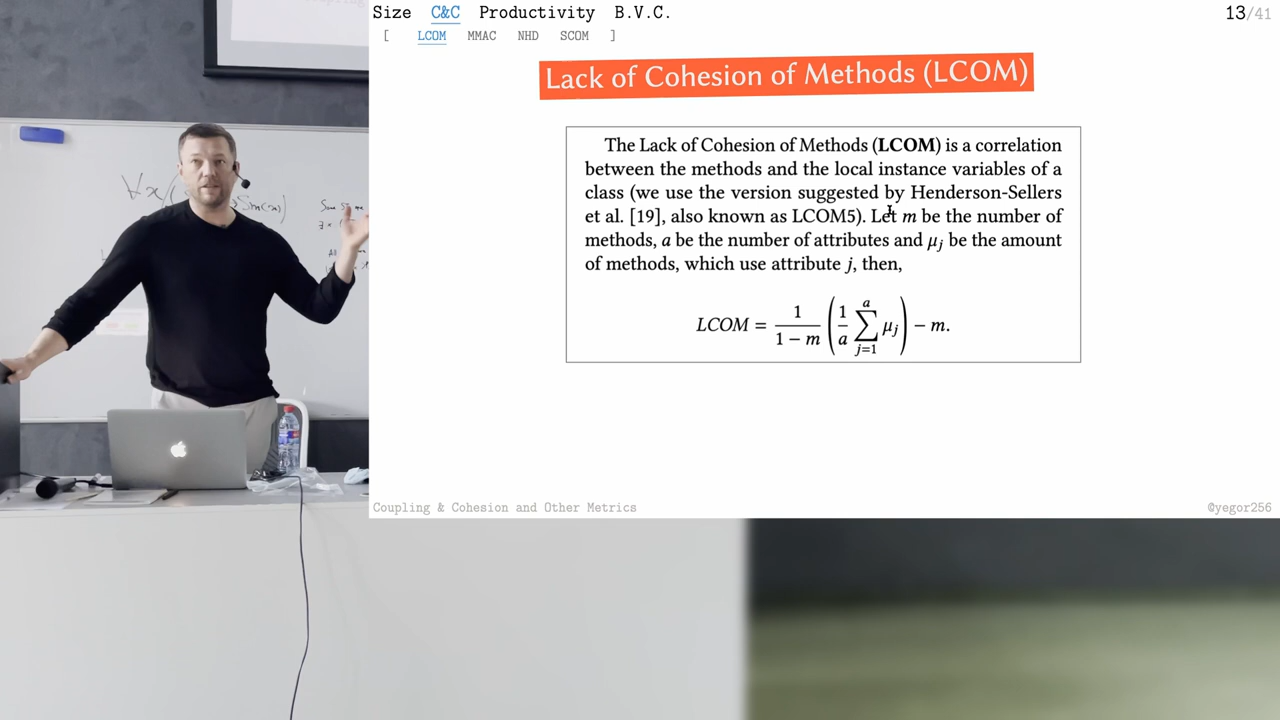 Size C&C Productivity B.V.C.
13/41
[ LCOM MMAC NHD SCOM ]
Lack of Cohesion of Methods (LCOM)
The Lack of Cohesion of Methods (LCOM) is a correlation
between the methods and the local instance variables of a
class (we use the version suggested by Henderson-Sellers
et al. [19], also known as LCOM5). Let m be the number of
methods, a be the number of attributes and μj be the amount
of methods, which use attribute j, then,
LCOM = 1/(1 − m) (1/a ∑_{j=1}^{a} μj) − m.
Coupling & Cohesion and Other Metrics
@yegor256